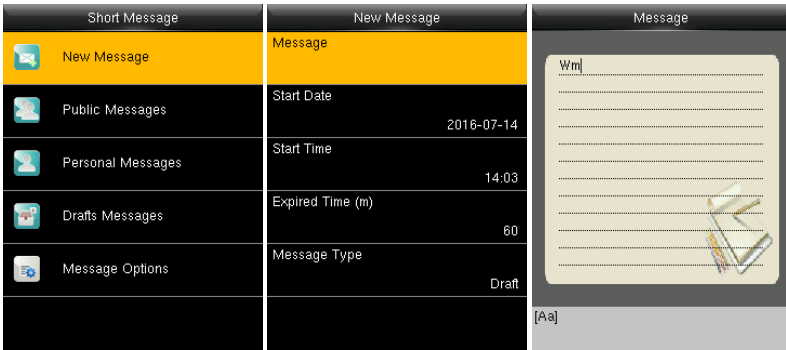 Short Message
New Message
Public Messages
Personal Messages
Drafts Messages
Message Options
New Message
Message
Start Date
2016-07-14
Start Time
14:03
Expired Time (m)
60
Message Type
Draft
Message
Wm
[Aa]